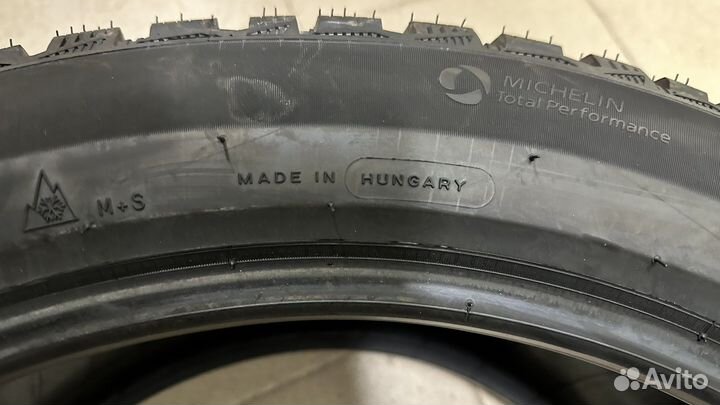 MICHELIN
Total Performance
MADE IN HUNGARY
M+S
Avito